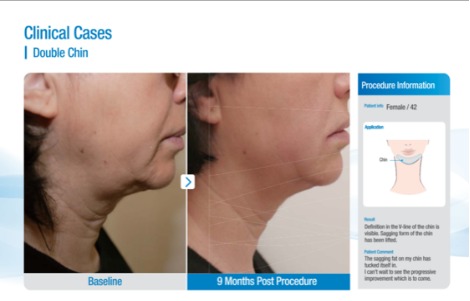 Clinical Cases
Double Chin
Procedure Information
Patient info Female / 42
Application
Chin
Result
Definition in the V-line of the chin is
visible. Sagging form of the chin
has been lifted.
Patient Comment
The sagging fat on my chin has
tucked itself in.
I can't wait to see the progressive
improvement which is to come.
Baseline
9 Months Post Procedure